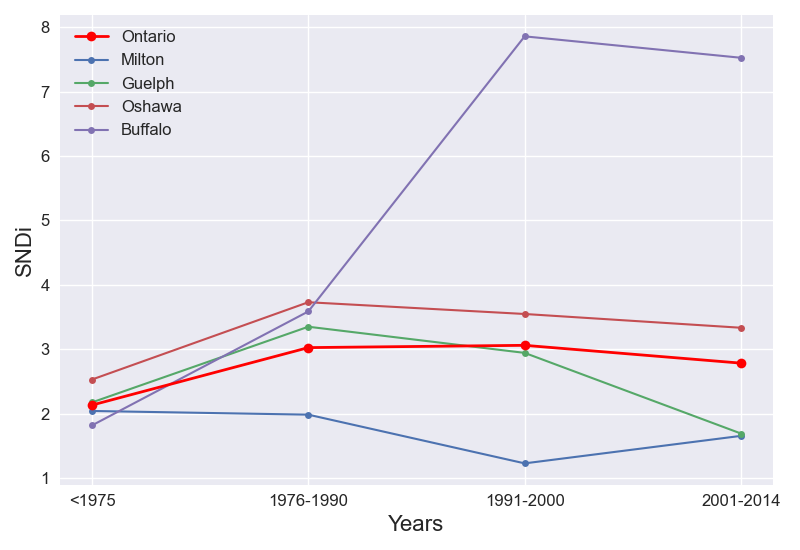 8
7
6
5
4
3
2
1
SNDi
Ontario
Milton
Guelph
Oshawa
Buffalo
<1975 1976-1990 1991-2000 2001-2014
Years